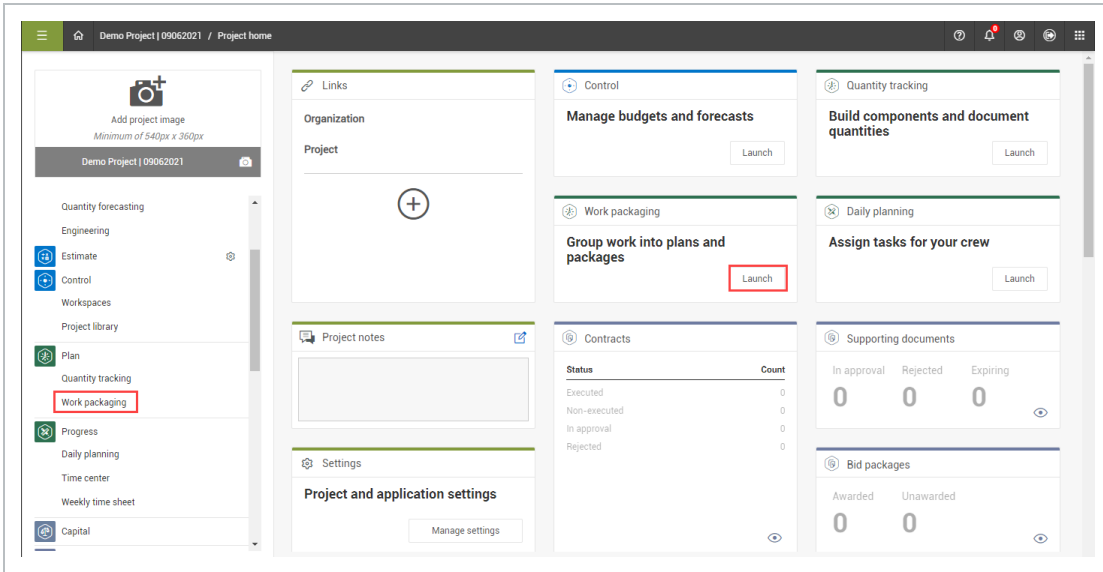 Demo Project | 09062021 / Project home
0
Add project image
Minimum of 540px x 360px
Demo Project | 09062021
Quantity forecasting
Engineering
Estimate
Control
Workspaces
Project library
Plan
Quantity tracking
Work packaging
Progress
Daily planning
Time center
Weekly time sheet
Capital
Links
Organization
Project
Control
Manage budgets and forecasts
Launch
Quantity tracking
Build components and document
quantities
Launch
Work packaging
Group work into plans and
packages
Launch
Daily planning
Assign tasks for your crew
Launch
Project notes
Contracts
Status Count
Executed 0
Non-executed 0
In approval 0
Rejected 0
Supporting documents
In approval Rejected Expiring
0 0 0
Settings
Project and application settings
Manage settings
Bid packages
Awarded Unawarded
0 0